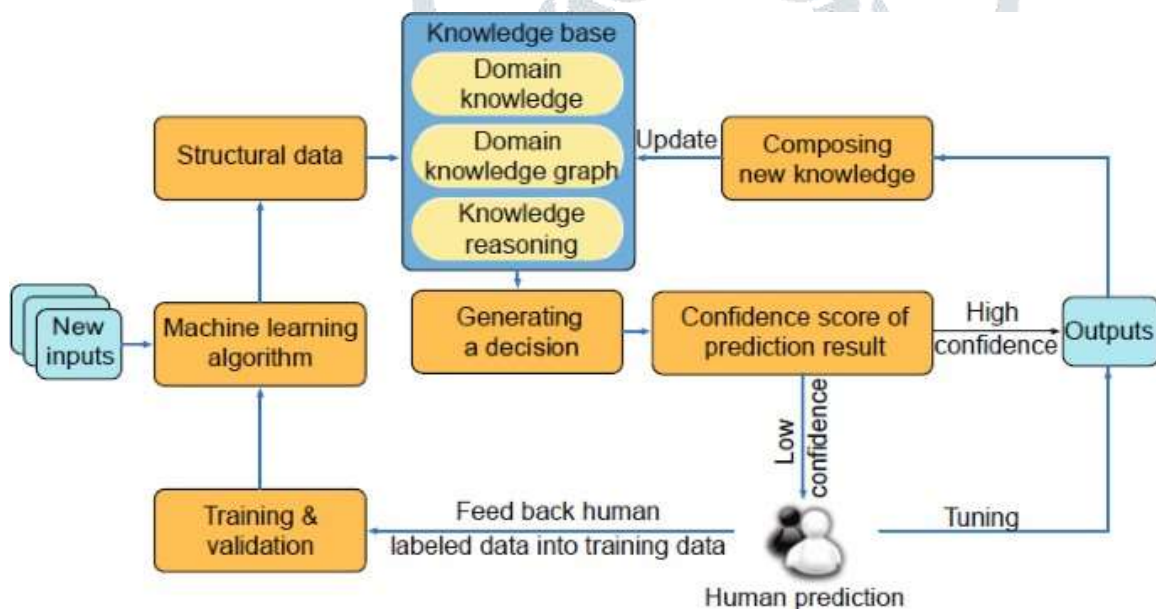 Knowledge base
Domain
knowledge
Domain
knowledge graph
Knowledge
reasoning
Structural data
Update
Composing
new knowledge
New
inputs
Machine learning
algorithm
Generating
a decision
Confidence score of
prediction result
High
confidence
Outputs
Low
confidence
Training &
validation
Feed back human
labeled data into training data
Tuning
Human prediction